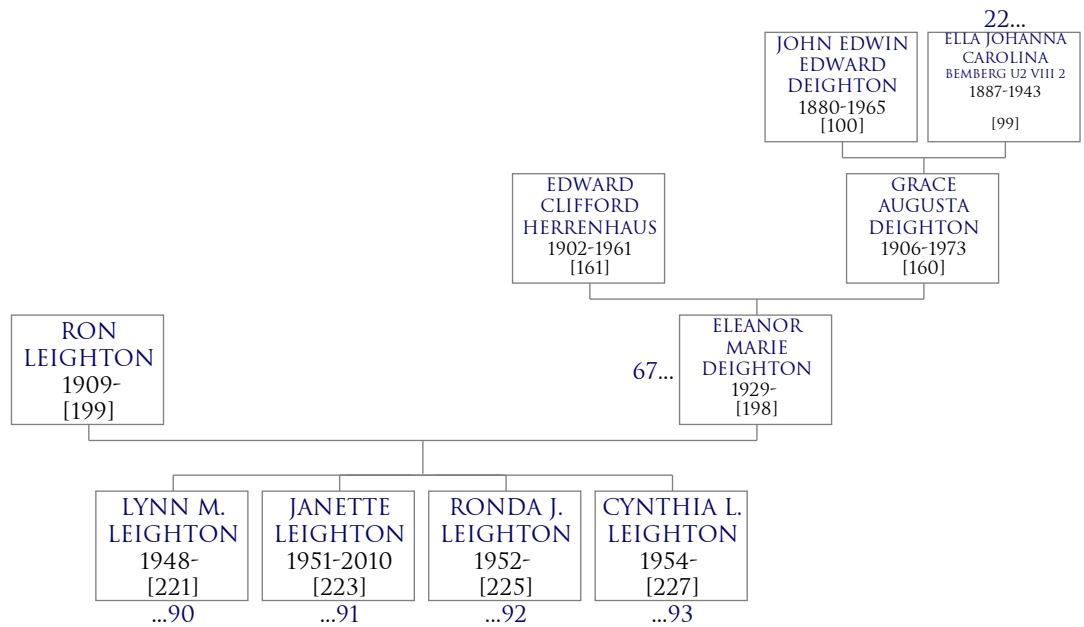 22...
JOHN EDWIN
EDWARD
DEIGHTON
1880-1965
[100]
ELLA JOHANNA
CAROLINA
BEMBERG U2 VIII 2
1887-1943
[99]
EDWARD
CLIFFORD
HERRENHAUS
1902-1961
[161]
GRACE
AUGUSTA
DEIGHTON
1906-1973
[160]
RON
LEIGHTON
1909-
[199]
67...
ELEANOR
MARIE
DEIGHTON
1929-
[198]
LYNN M.
LEIGHTON
1948-
[221]
...90
JANETTE
LEIGHTON
1951-2010
[223]
...91
RONDA J.
LEIGHTON
1952-
[225]
...92
CYNTHIA L.
LEIGHTON
1954-
[227]
...93